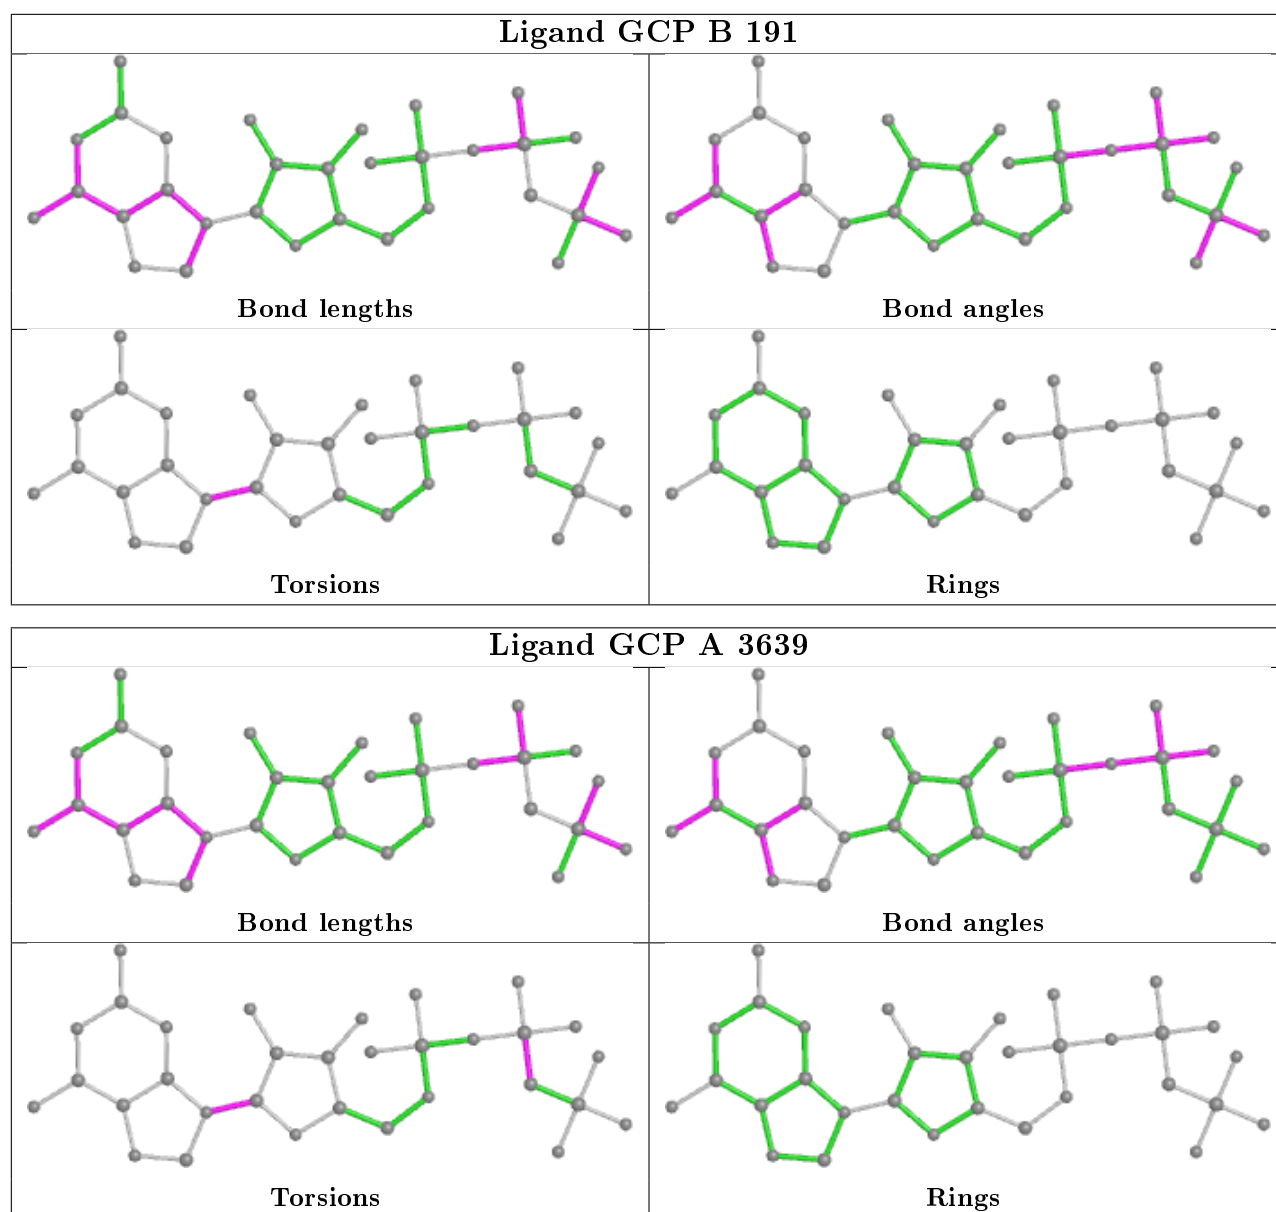 Ligand GCP B 191
Bond lengths
Bond angles
Torsions
Rings
Ligand GCP A 3639
Bond lengths
Bond angles
Torsions
Rings